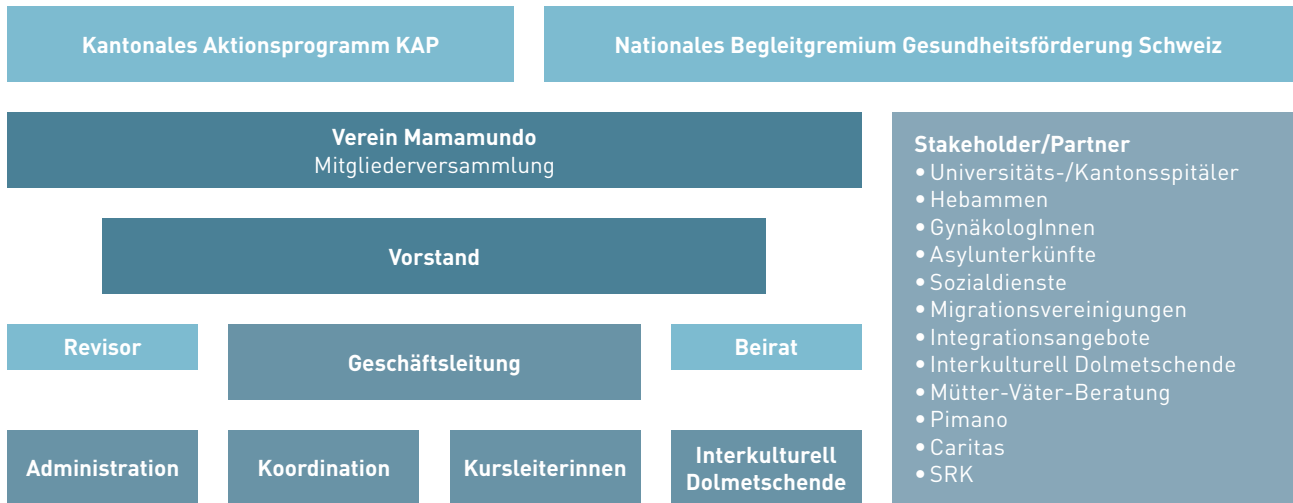 Kantonales Aktionsprogramm KAP
Nationales Begleitgremium Gesundheitsförderung Schweiz
Verein Mamamundo
Mitgliederversammlung
Vorstand
Revisor
Geschäftsleitung
Beirat
Administration
Koordination
Kursleiterinnen
Interkulturell
Dolmetschende
Stakeholder/Partner
• Universitäts-/Kantonsspitäler
• Hebammen
• GynäkologInnen
• Asylunterkünfte
• Sozialdienste
• Migrationsvereinigungen
• Integrationsangebote
• Interkulturell Dolmetschende
• Mütter-Väter-Beratung
• Pimano
• Caritas
• SRK